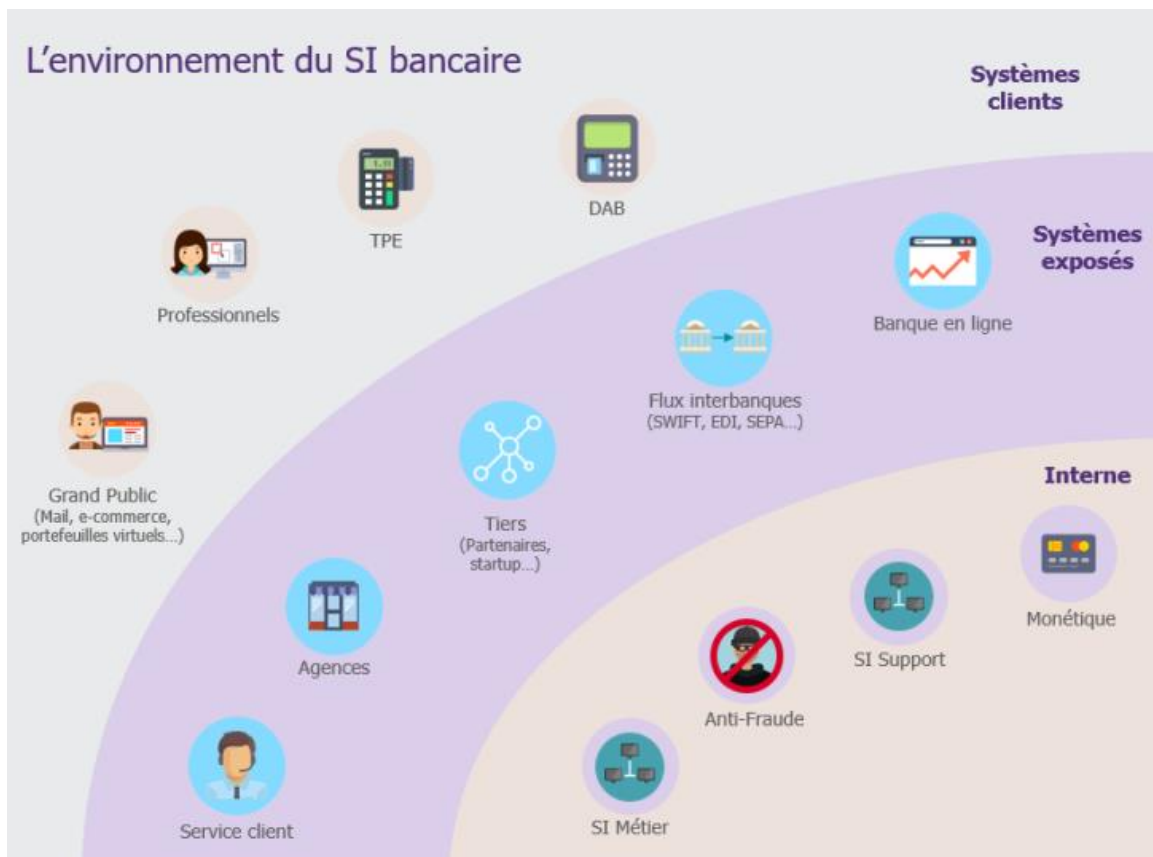 L'environnement du SI bancaire
Systèmes
clients
DAB
TPE
Professionnels
Grand Public
(Mail, e-commerce,
portefeuilles virtuels...)
Systèmes
exposés
Banque en ligne
Flux interbanques
(SWIFT, EDI, SEPA...)
Tiers
(Partenaires,
startup...)
Agences
Service client
Interne
Monétique
SI Support
Anti-Fraude
SI Métier